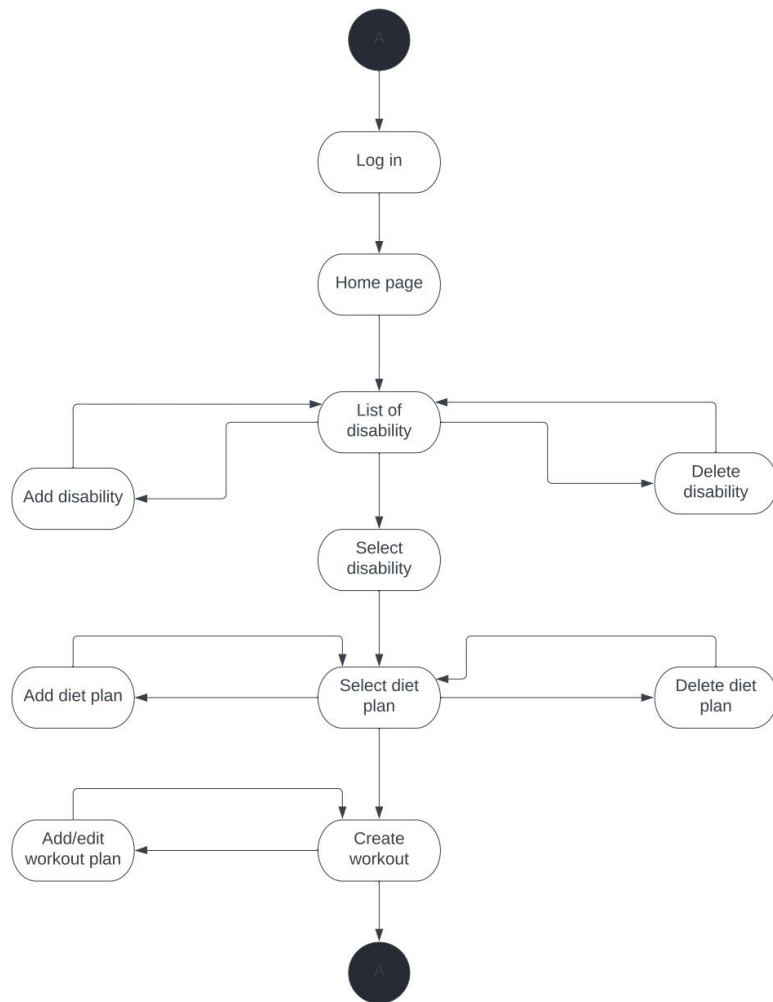 A
Log in
Home page
List of
disability
Add disability
Delete
disability
Select
disability
Add diet plan
Select diet
plan
Delete diet
plan
Add/edit
workout plan
Create
workout
A